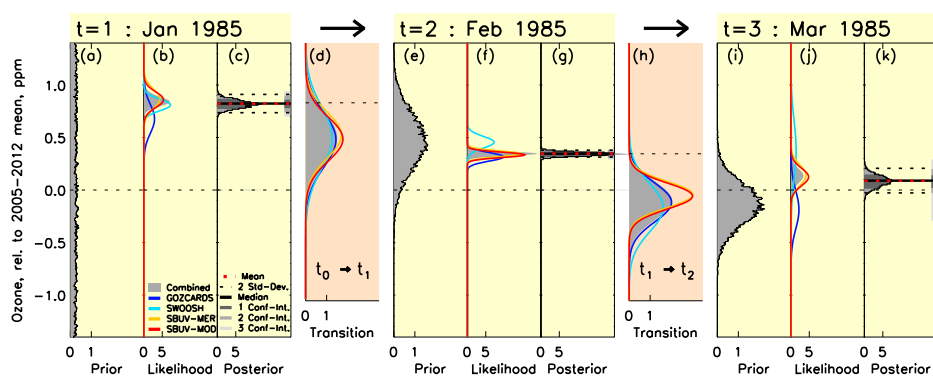 t=1 : Jan 1985
t=2 : Feb 1985
t=3 : Mar 1985
(a)
(b)
(c)
(d)
(e)
(f)
(g)
(h)
(i)
(j)
(k)
Ozone, rel. to 2005-2012 mean, ppm
1.0
0.5
0.0
-0.5
-1.0
Combined
GOZCARDS
SWOOSH
SBUV-MER
SBUV-MOD
Mean
2 Std-Dev.
Median
1 Conf-Int.
2 Conf-Int.
3 Conf-Int.
t0 → t1
t1 → t2
0 1
Transition
0 1
Transition
0 1
0 5
0 5
0 1
0 5
0 5
0 1
0 5
0 5
Prior
Likelihood
Posterior
Prior
Likelihood
Posterior
Prior
Likelihood
Posterior